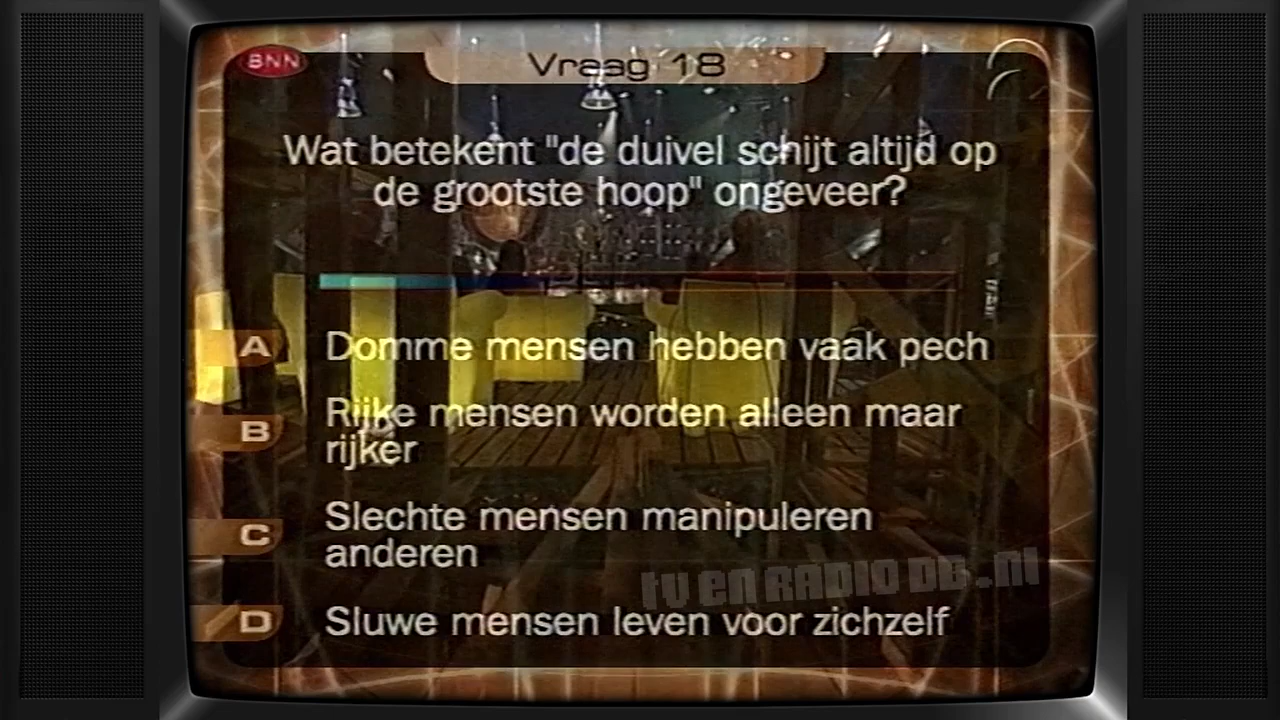 BNN
Vraag 18
Wat betekent "de duivel schijt altijd op
de grootste hoop" ongeveer?
A Domme mensen hebben vaak pech
B Rijke mensen worden alleen maar
rijker
C Slechte mensen manipuleren
anderen
D Sluwe mensen leven voor zichzelf
tv en RADIO DB.nl